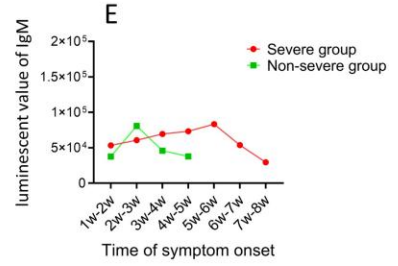 E
luminescent value of IgM
2×10⁵
1.5×10⁵
1×10⁵
5×10⁴
0
Severe group
Non-severe group
1w-2w
2w-3w
3w-4w
4w-5w
5w-6w
6w-7w
7w-8w
Time of symptom onset